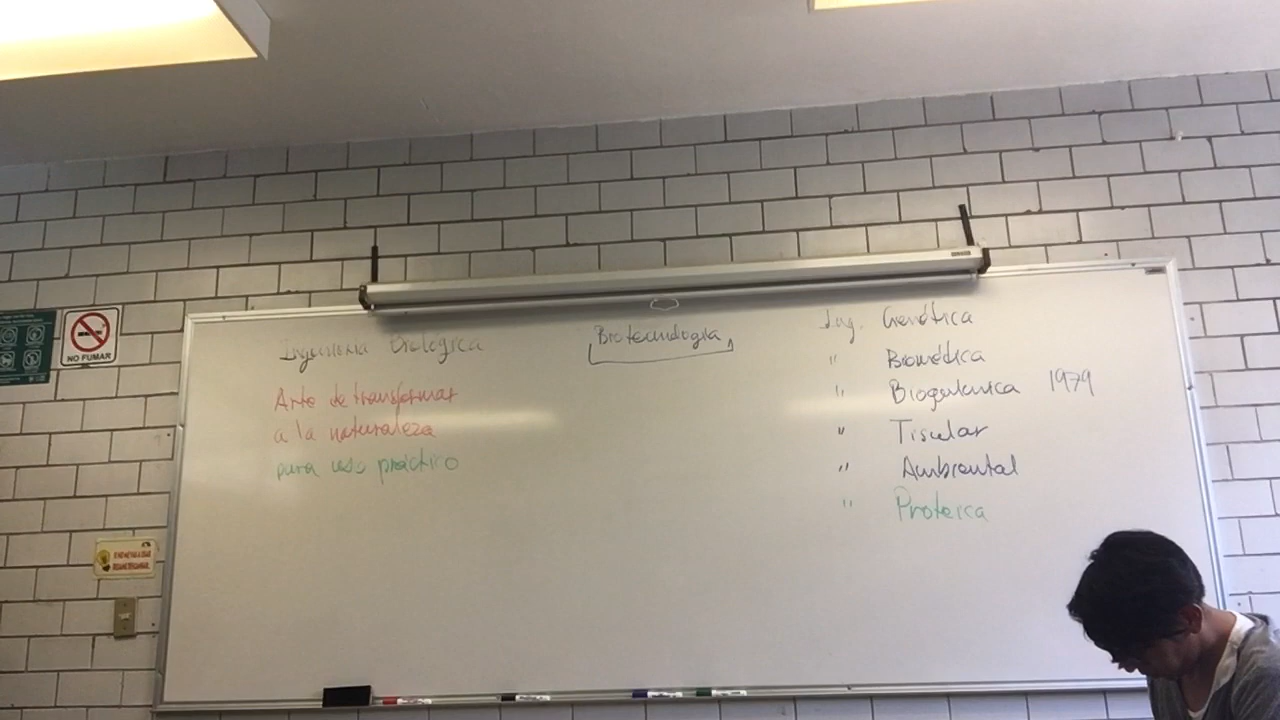 Ingeniería Biológica
Arte de transformar
a la naturaleza
para uso práctico
Biotecnología
Ing. Genética
" Biomédica
" 1979
" Tisular
" Ambiental
" Proteica
NO FUMAR